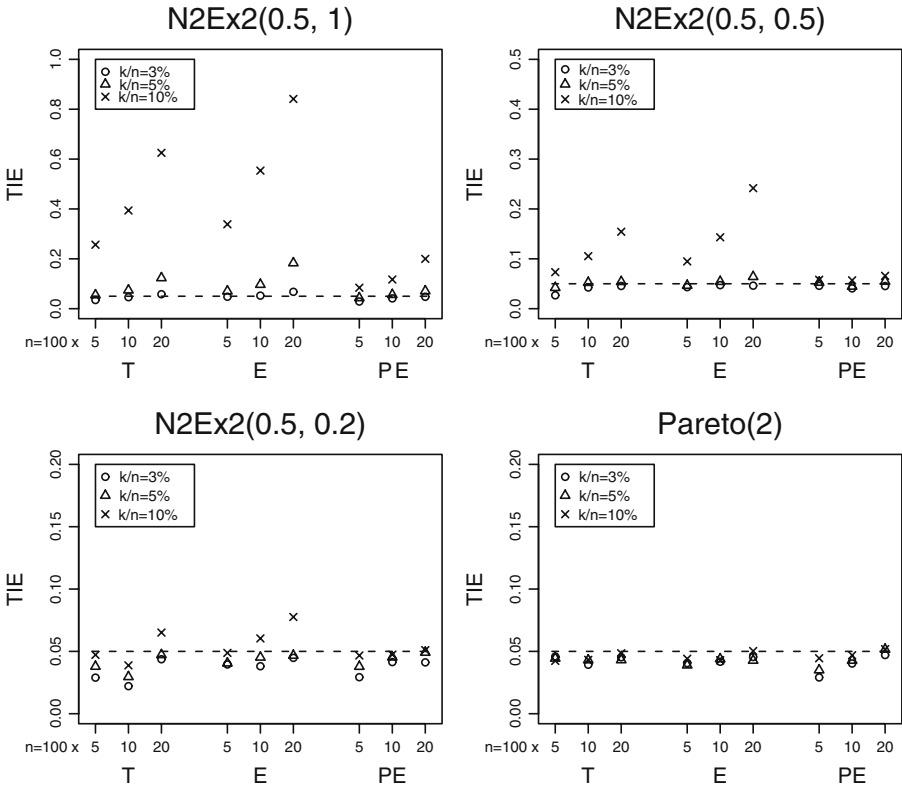 N2Ex2(0.5, 1)
TIE
1.0
0.8
0.6
0.4
0.2
0.0
k/n=3%
k/n=5%
k/n=10%
n=100 x 5 10 20 5 10 20 5 10 20
T E PE
N2Ex2(0.5, 0.5)
TIE
0.5
0.4
0.3
0.2
0.1
0.0
k/n=3%
k/n=5%
k/n=10%
n=100 x 5 10 20 5 10 20 5 10 20
T E PE
N2Ex2(0.5, 0.2)
TIE
0.20
0.15
0.10
0.05
0.00
k/n=3%
k/n=5%
k/n=10%
n=100 x 5 10 20 5 10 20 5 10 20
T E PE
Pareto(2)
TIE
0.20
0.15
0.10
0.05
0.00
k/n=3%
k/n=5%
k/n=10%
n=100 x 5 10 20 5 10 20 5 10 20
T E PE